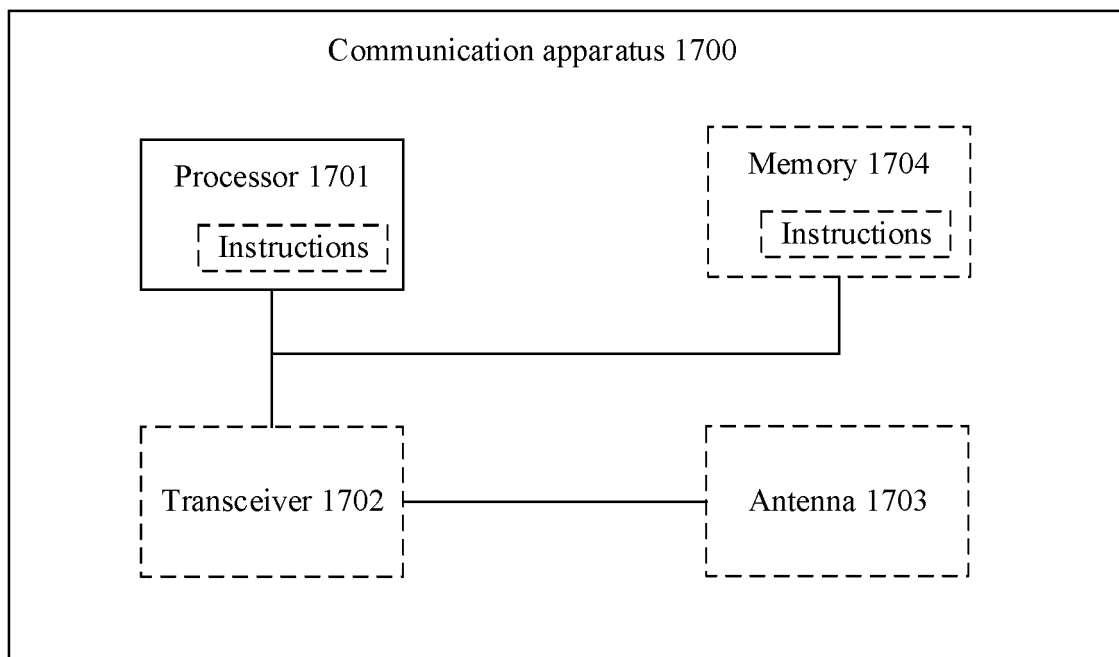 Communication apparatus 1700
Processor 1701
Instructions
Memory 1704
Instructions
Transceiver 1702
Antenna 1703